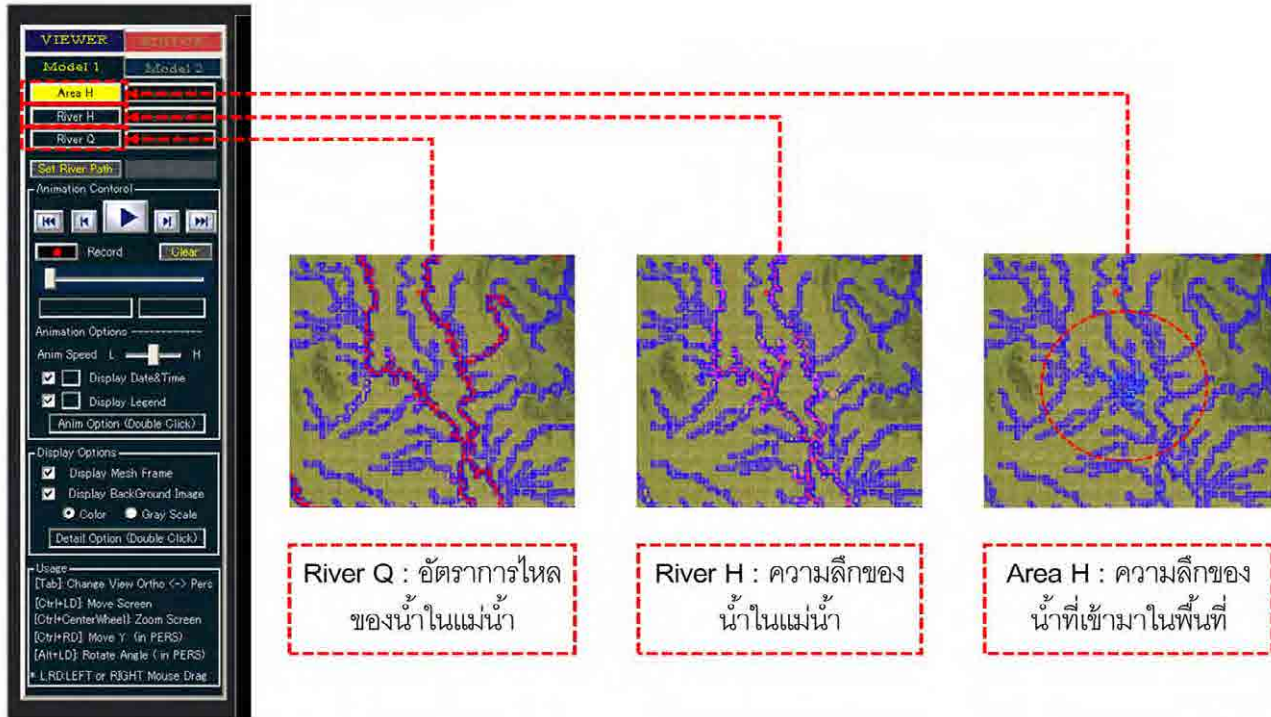 VIEWER
Model 1 Model 2
Area H
River H
River Q
Set River Path
Animation Contorol
Record Clear
Animation Options
Anim Speed L H
Display Date&Time
Display Legend
Anim Option (Double Click)
Display Options
Display Mesh Frame
Display BackGround Image
Color Gray Scale
Detail Option (Double Click)
Usage
[Tab]: Change View Ortho <-> Pers
[Ctrl+LD]: Move Screen
[Ctrl+CenterWheel]: Zoom Screen
[Ctrl+RD]: Move Y (in PERS)
[Alt+LD]: Rotate Angle (in PERS)
* L,RD:LEFT or RIGHT Mouse Drag
River Q : อัตราการไหล
ของน้ำในแม่น้ำ
River H : ความลึกของ
น้ำในแม่น้ำ
Area H : ความลึกของ
น้ำที่เข้ามาในพื้นที่